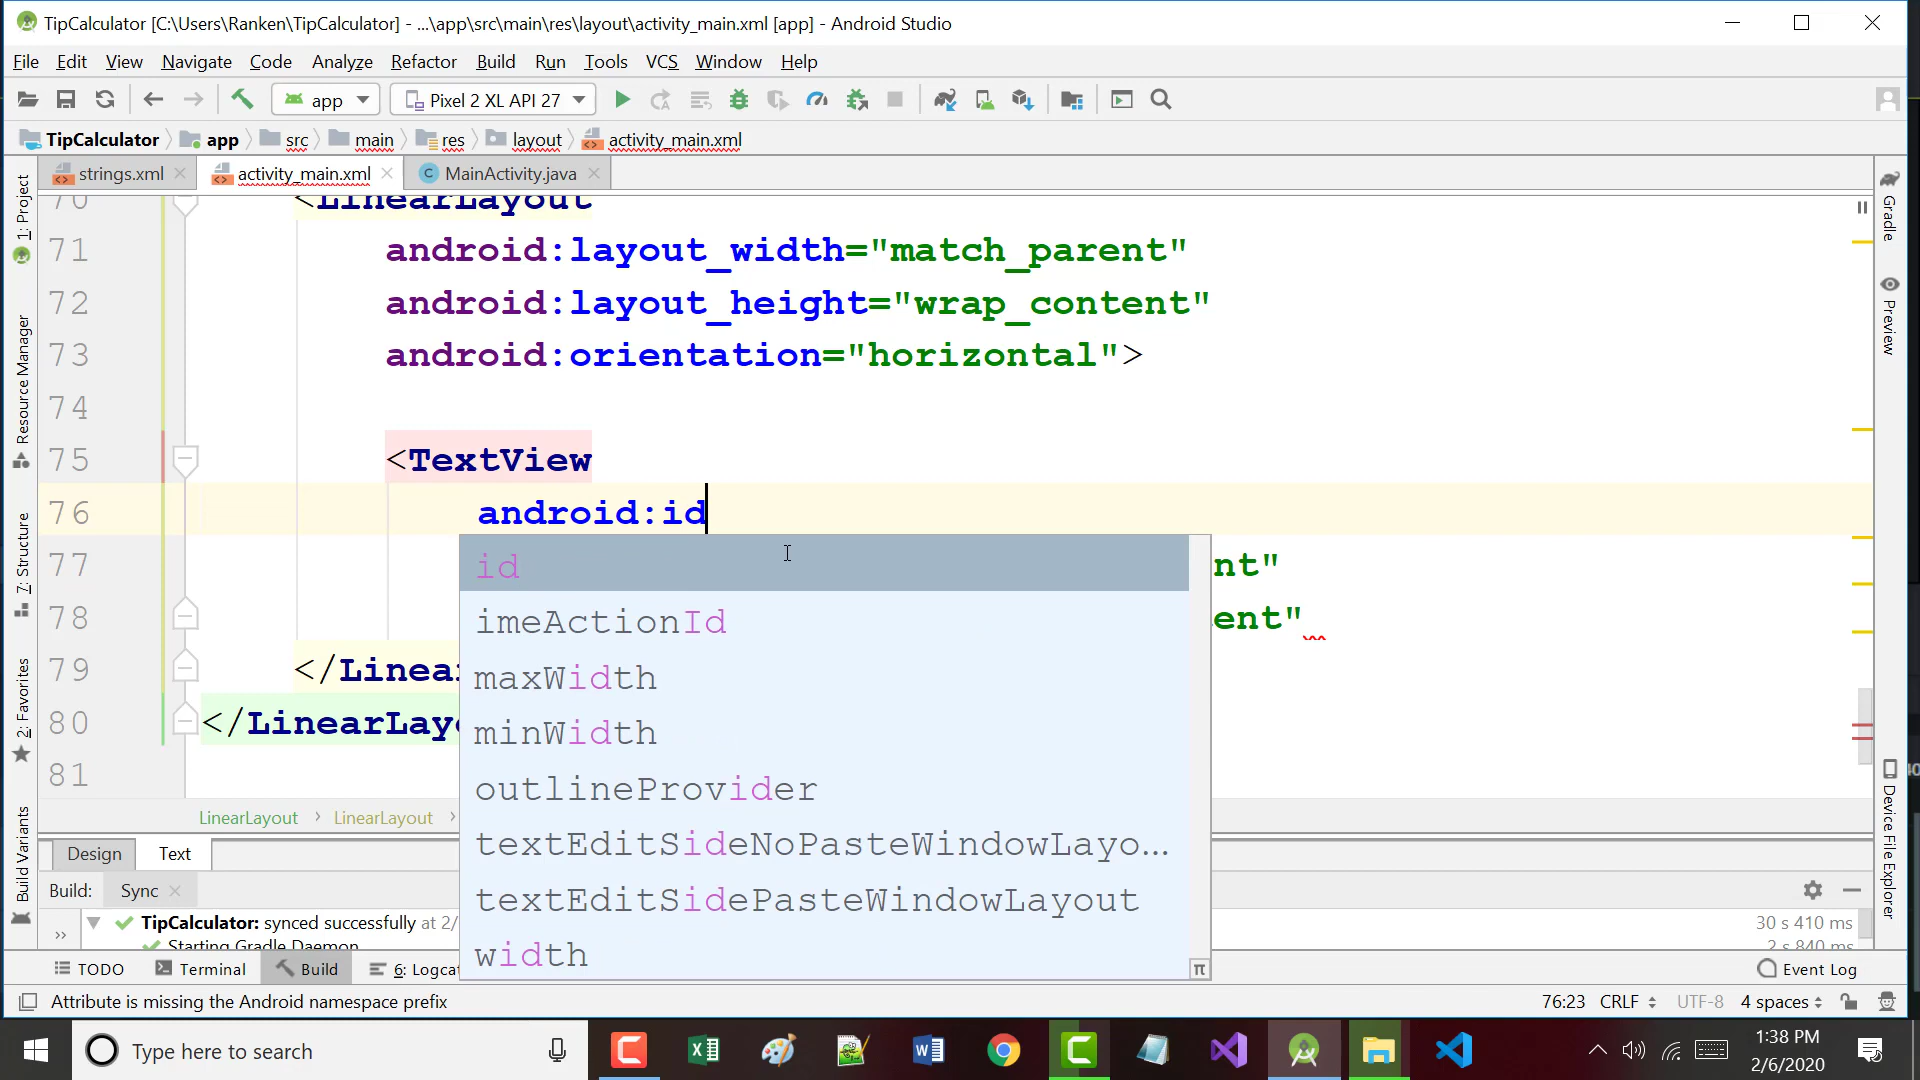 TipCalculator [C:\Users\Ranken\TipCalculator] - ...\app\src\main\res\layout\activity_main.xml [app] - Android Studio
File Edit View Navigate Code Analyze Refactor Build Run Tools VCS Window Help
app Pixel 2 XL API 27
TipCalculator app src main res layout activity_main.xml
strings.xml activity_main.xml C MainActivity.java
1: Project
Resource Manager
7: Structure
2: Favorites
Build Variants
70 <LinearLayout
71 android:layout_width="match_parent"
72 android:layout_height="wrap_content"
73 android:orientation="horizontal">
74
75 <TextView
76 android:id
77 nt"
78 ent"
79 </Linea
80 </LinearLay
81
id
imeActionId
maxWidth
minWidth
outlineProvider
textEditSideNoPasteWindowLayo...
textEditSidePasteWindowLayout
width
π
Gradle
Preview
Device File Explorer
LinearLayout › LinearLayout ›
Design Text
Build: Sync
TipCalculator: synced successfully at 2/
30 s 410 ms
Starting Gradle Daemon
2 s 840 ms
TODO Terminal Build 6: Logca
Event Log
Attribute is missing the Android namespace prefix
76:23 CRLF UTF-8 4 spaces
Type here to search
1:38 PM
2/6/2020